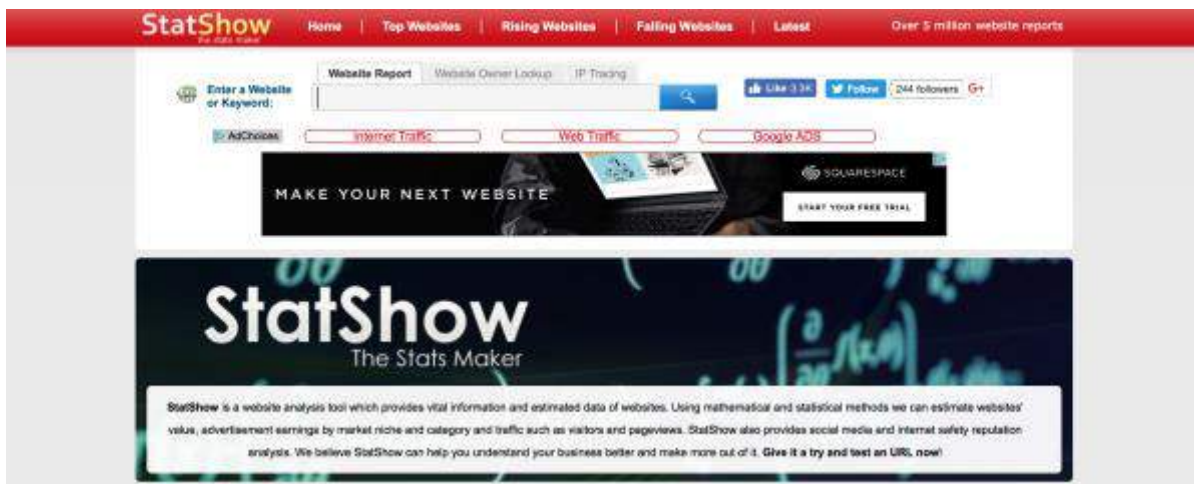 StatShow
the stats maker
Home | Top Websites | Rising Websites | Falling Websites | Latest
Over 5 million website reports
Website Report Website Owner Lookup IP Tracing
Enter a Website
or Keyword:
Like 3.3K Follow 244 followers G+
AdChoices Internet Traffic Web Traffic Google ADS
MAKE YOUR NEXT WEBSITE
SQUARESPACE
START YOUR FREE TRIAL
StatShow
The Stats Maker
StatShow is a website analysis tool which provides vital information and estimated data of websites. Using mathematical and statistical methods we can estimate websites'
value, advertisement earnings by market niche and category and traffic such as visitors and pageviews. StatShow also provides social media and internet safety reputation
analysis. We believe StatShow can help you understand your business better and make more out of it. Give it a try and test an URL now!